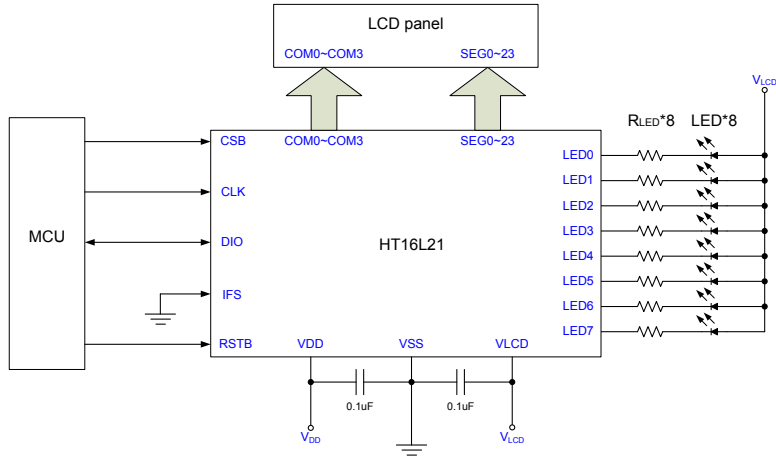 LCD panel
COM0~COM3 SEG0~23
VLCD
RLED*8 LED*8
CSB COM0~COM3 SEG0~23
LED0
CLK LED1
LED2
MCU DIO HT16L21 LED3
LED4
IFS LED5
LED6
RSTB VDD VSS VLCD LED7
0.1uF 0.1uF
VDD VLCD